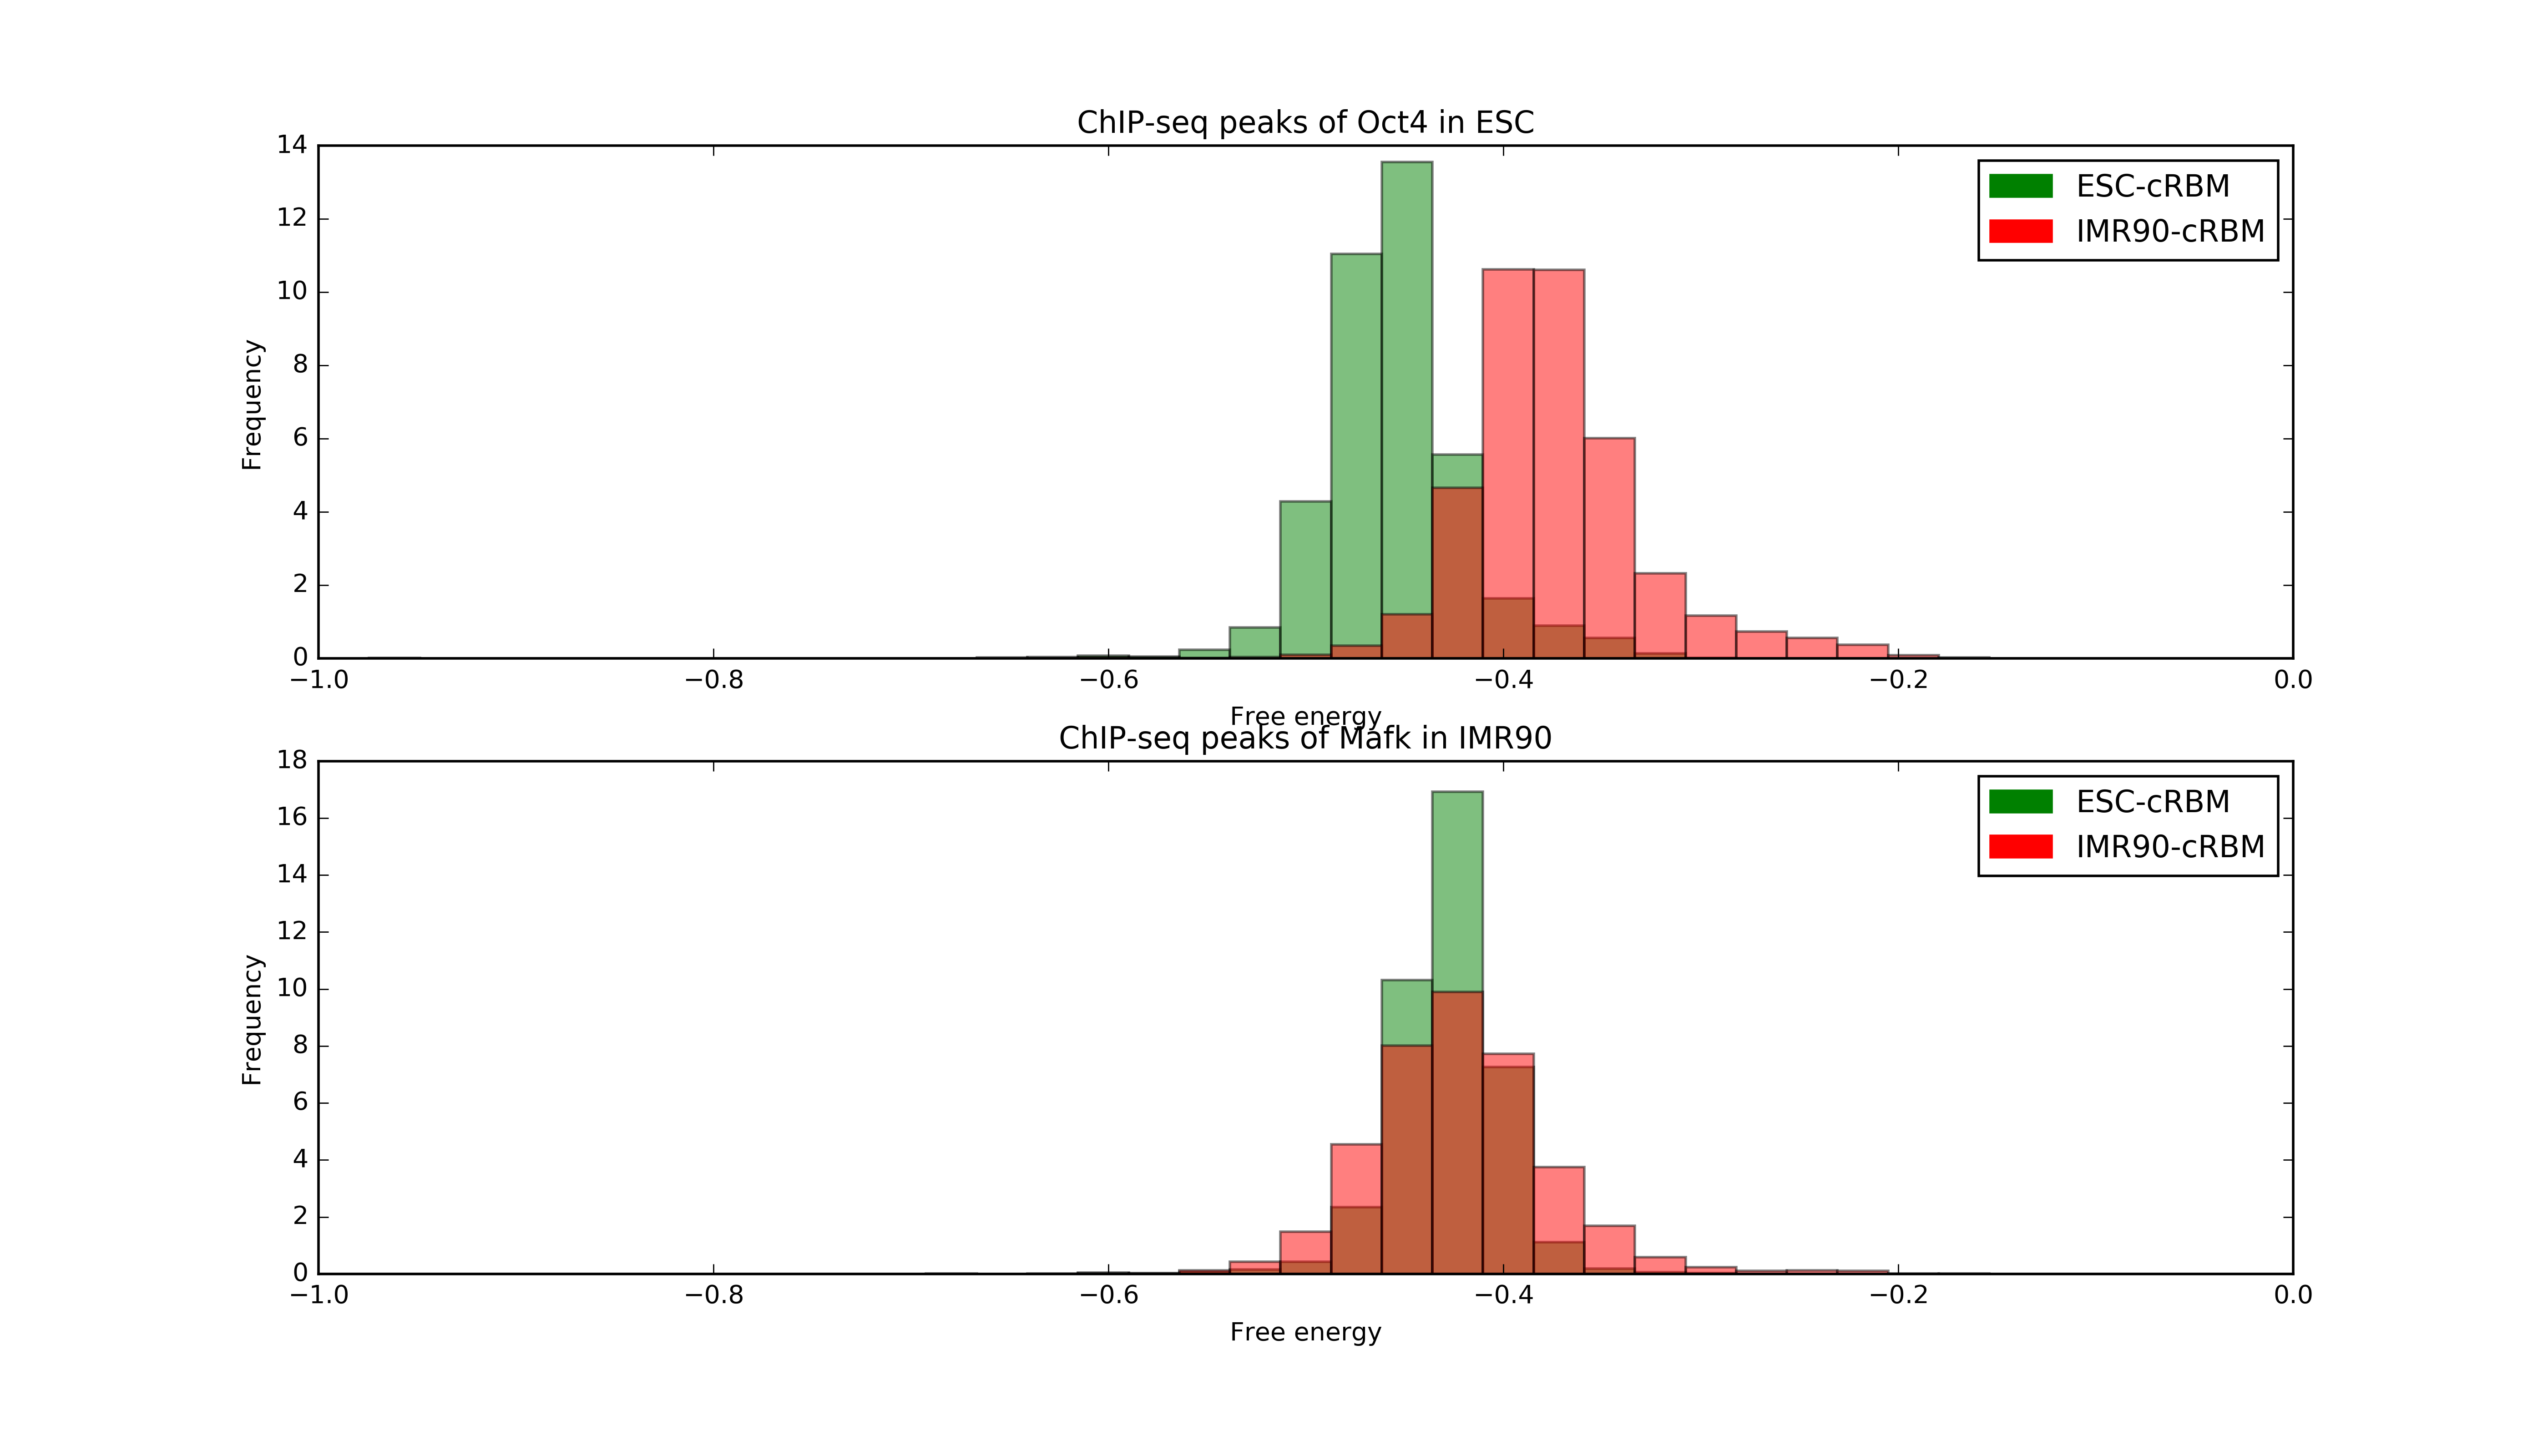 ChIP-seq peaks of Oct4 in ESC
14
12
10
8
6
4
2
0
Frequency
ESC-cRBM
IMR90-cRBM
−1.0 −0.8 −0.6 −0.4 −0.2 0.0
Free energy
ChIP-seq peaks of Mafk in IMR90
18
16
14
12
10
8
6
4
2
0
Frequency
ESC-cRBM
IMR90-cRBM
−1.0 −0.8 −0.6 −0.4 −0.2 0.0
Free energy